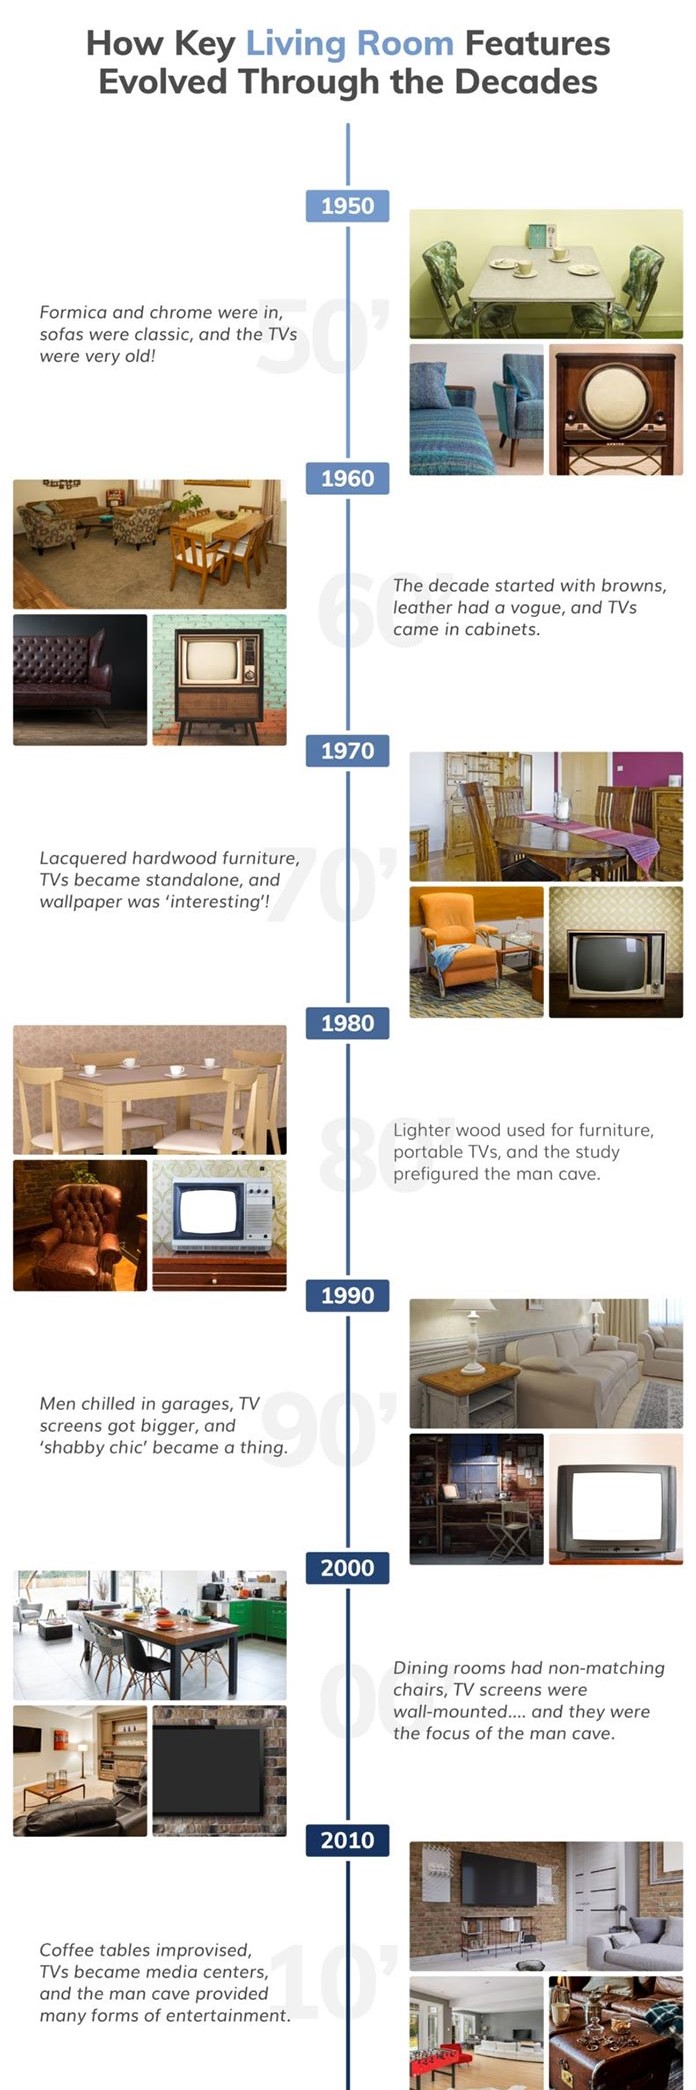 How Key Living Room Features
Evolved Through the Decades
1950
50'
Formica and chrome were in,
sofas were classic, and the TVs
were very old!
1960
60'
The decade started with browns,
leather had a vogue, and TVs
came in cabinets.
1970
70'
Lacquered hardwood furniture,
TVs became standalone, and
wallpaper was ‘interesting’!
1980
80'
Lighter wood used for furniture,
portable TVs, and the study
prefigured the man cave.
1990
90'
Men chilled in garages, TV
screens got bigger, and
‘shabby chic’ became a thing.
2000
00'
Dining rooms had non-matching
chairs, TV screens were
wall-mounted.... and they were
the focus of the man cave.
2010
10'
Coffee tables improvised,
TVs became media centers,
and the man cave provided
many forms of entertainment.